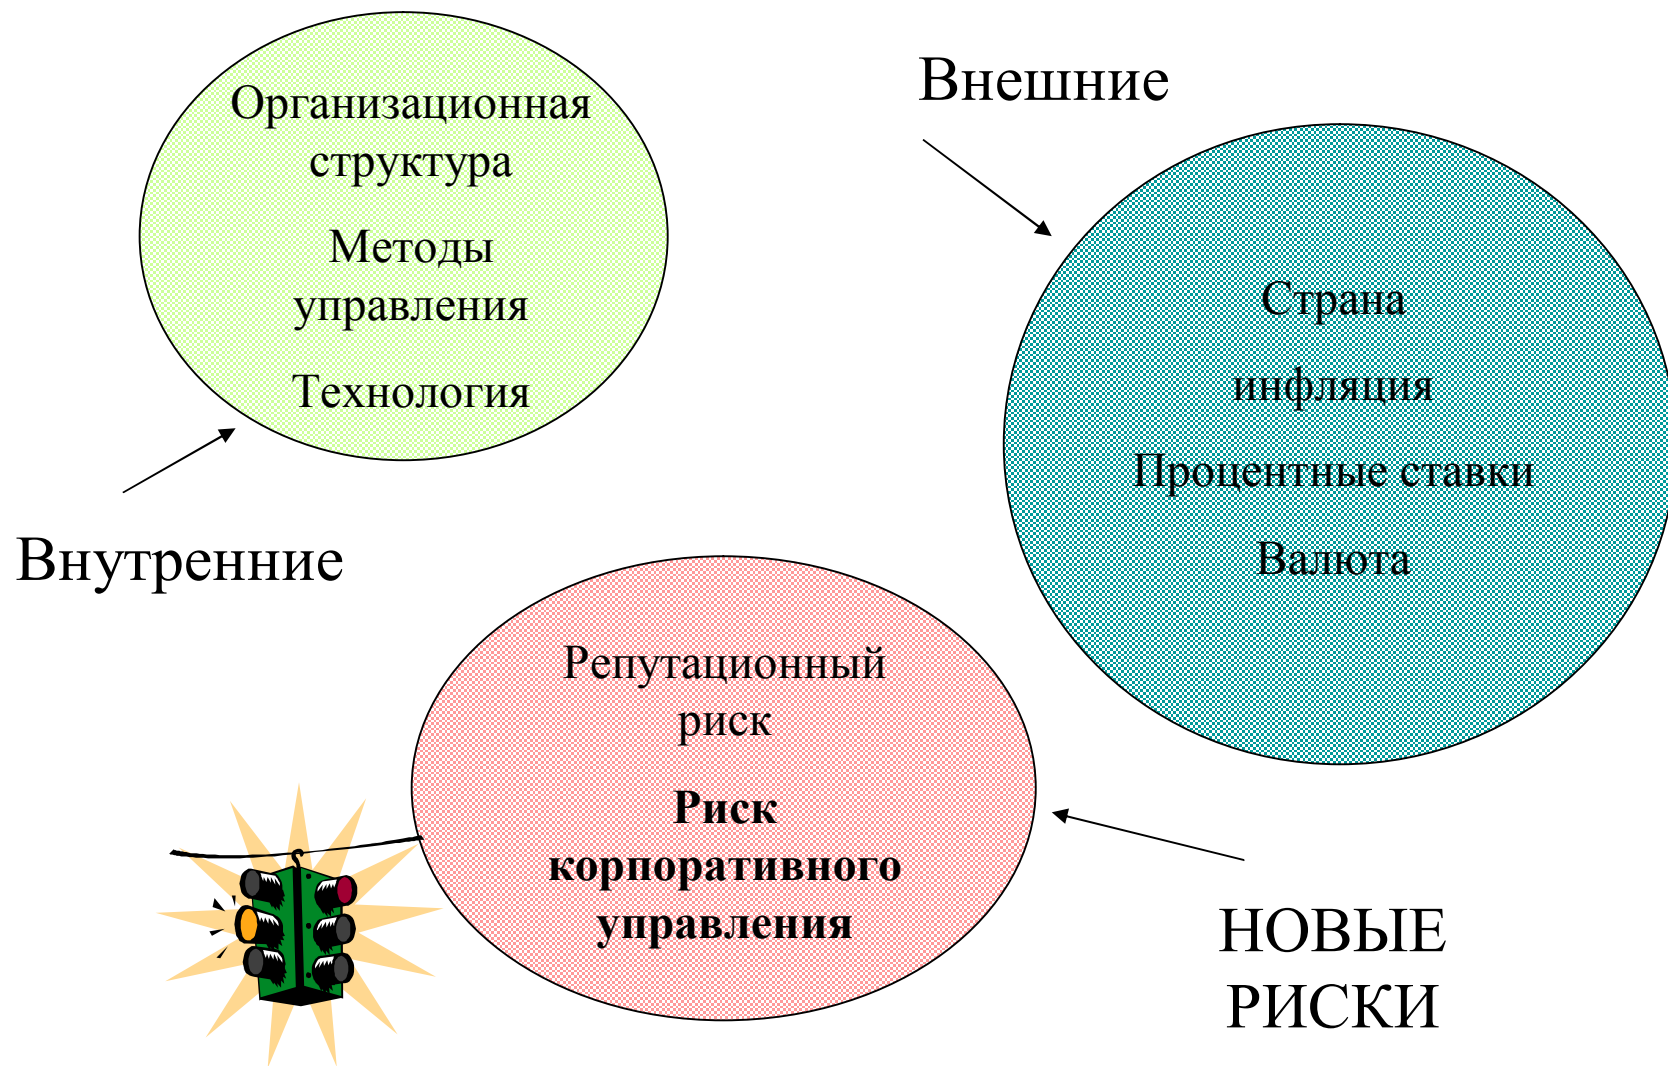 Организационная
структура
Методы
управления
Технология
Внутренние
Внешние
Страна
инфляция
Процентные ставки
Валюта
Репутационный
риск
Риск
корпоративного
управления
НОВЫЕ
РИСКИ